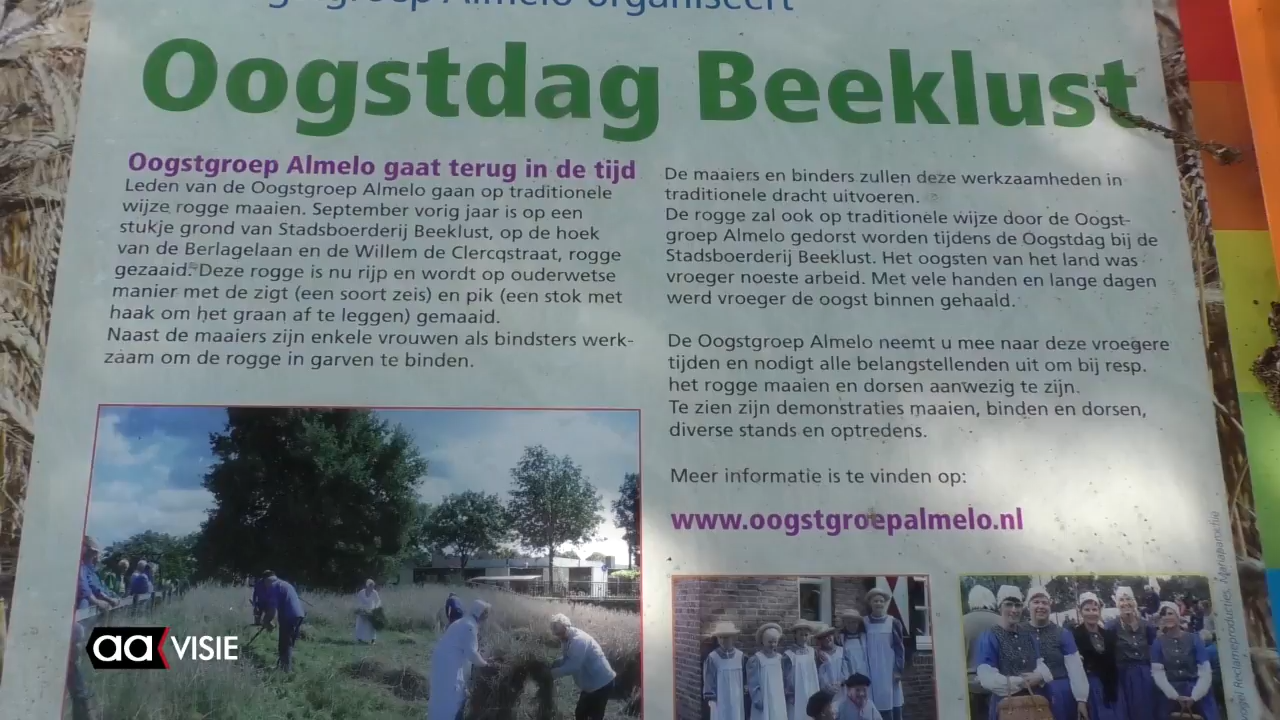 Almelo organiseert
Oogstdag Beeklust
Oogstgroep Almelo gaat terug in de tijd
Leden van de Oogstgroep Almelo gaan op traditionele
wijze rogge maaien. September vorig jaar is op een
stukje grond van Stadsboerderij Beeklust, op de hoek
van de Berlagelaan en de Willem de Clercqstraat, rogge
gezaaid. Deze rogge is nu rijp en wordt op ouderwetse
manier met de zigt (een soort zeis) en pik (een stok met
haak om het graan af te leggen) gemaaid.
Naast de maaiers zijn enkele vrouwen als bindsters werk-
zaam om de rogge in garven te binden.
De maaiers en binders zullen deze werkzaamheden in
traditionele dracht uitvoeren.
De rogge zal ook op traditionele wijze door de Oogst-
groep Almelo gedorst worden tijdens de Oogstdag bij de
Stadsboerderij Beeklust. Het oogsten van het land was
vroeger noeste arbeid. Met vele handen en lange dagen
werd vroeger de oogst binnen gehaald.
De Oogstgroep Almelo neemt u mee naar deze vroegere
tijden en nodigt alle belangstellenden uit om bij resp.
het rogge maaien en dorsen aanwezig te zijn.
Te zien zijn demonstraties maaien, binden en dorsen,
diverse stands en optredens.
Meer informatie is te vinden op:
www.oogstgroepalmelo.nl
Reclameproducties
aa VISIE